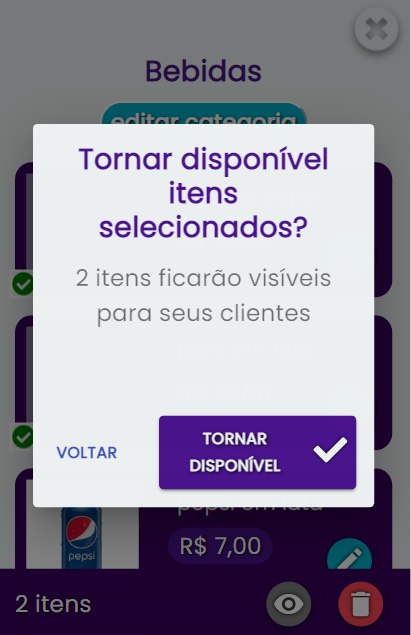 Bebidas
editar categoria
Tornar disponível
itens
selecionados?
2 itens ficarão visíveis
para seus clientes
VOLTAR
TORNAR
DISPONÍVEL
pepsi em lata
pepsi
R$ 7,00
2 itens